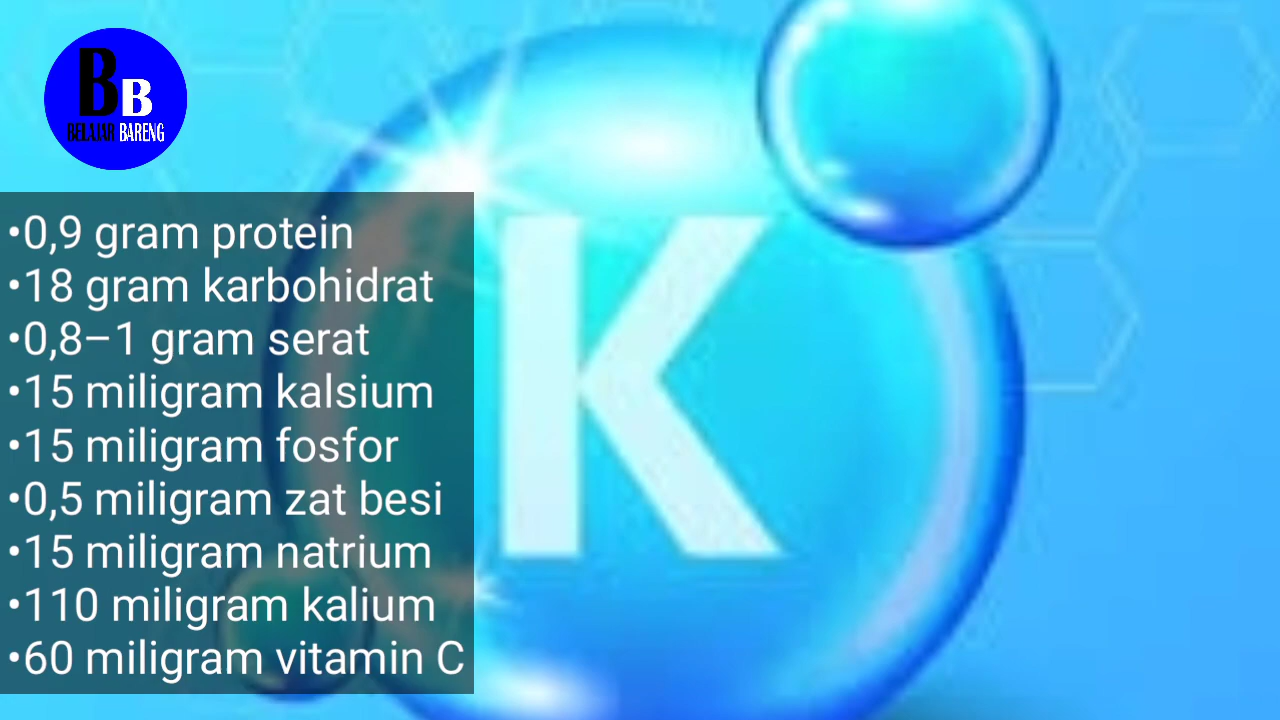 BB
BELAJAR BARENG
K
•0,9 gram protein
•18 gram karbohidrat
•0,8–1 gram serat
•15 miligram kalsium
•15 miligram fosfor
•0,5 miligram zat besi
•15 miligram natrium
•110 miligram kalium
•60 miligram vitamin C